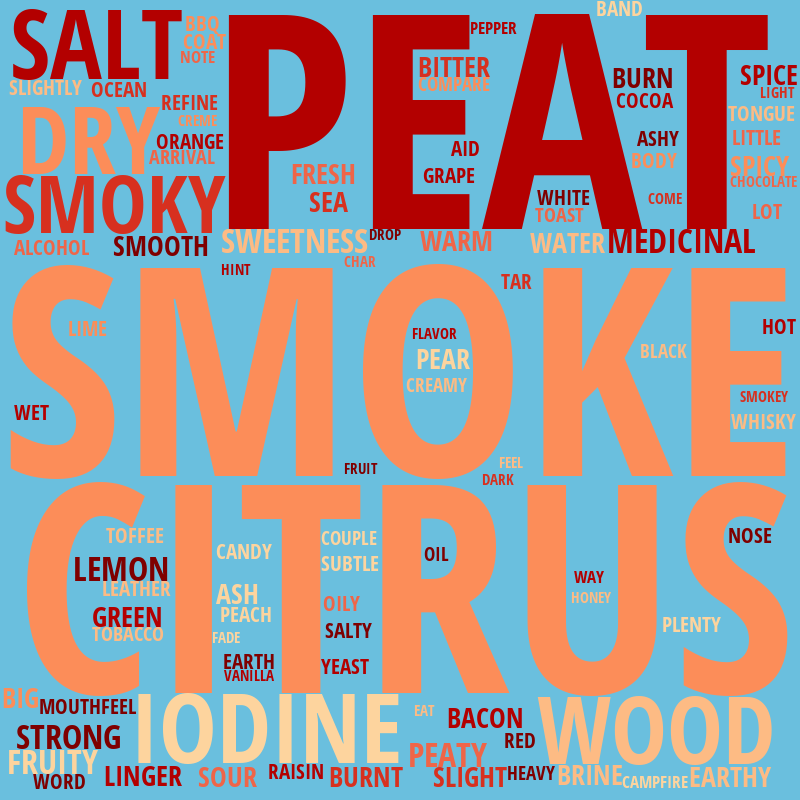 BAND
SALT
BBQ
PEAT
PEPPER
COAT
NOTE
BITTER
COMPARE
BURN
SPICE
SLIGHTLY
OCEAN
COCOA
LIGHT
REFINE
DRY
TONGUE
CREME
ORANGE
ARRIVAL
AID
ASHY
LITTLE
BODY
SPICY
SMOKY
FRESH
GRAPE
CHOCOLATE
SEA
WHITE
COME
TOAST
LOT
ALCOHOL
SMOOTH
SWEETNESS
DROP
WARM
WATER
MEDICINAL
HINT
CHAR
SMOKE
TAR
LIME
FLAVOR
HOT
PEAR
BLACK
CREAMY
SMOKEY
WET
WHISKY
FRUIT
FEEL
DARK
CITRUS
TOFFEE
CANDY
COUPLE
OIL
NOSE
LEMON
SUBTLE
LEATHER
ASH
WAY
HONEY
GREEN
PEACH
OILY
TOBACCO
FADE
SALTY
PLENTY
EARTH
VANILLA
YEAST
BIG
MOUTHFEEL
IODINE
EAT
BACON
WOOD
STRONG
RED
FRUITY
PEATY
WORD
LINGER
SOUR
RAISIN
BURNT
SLIGHT
HEAVY
BRINE
CAMPFIRE
EARTHY